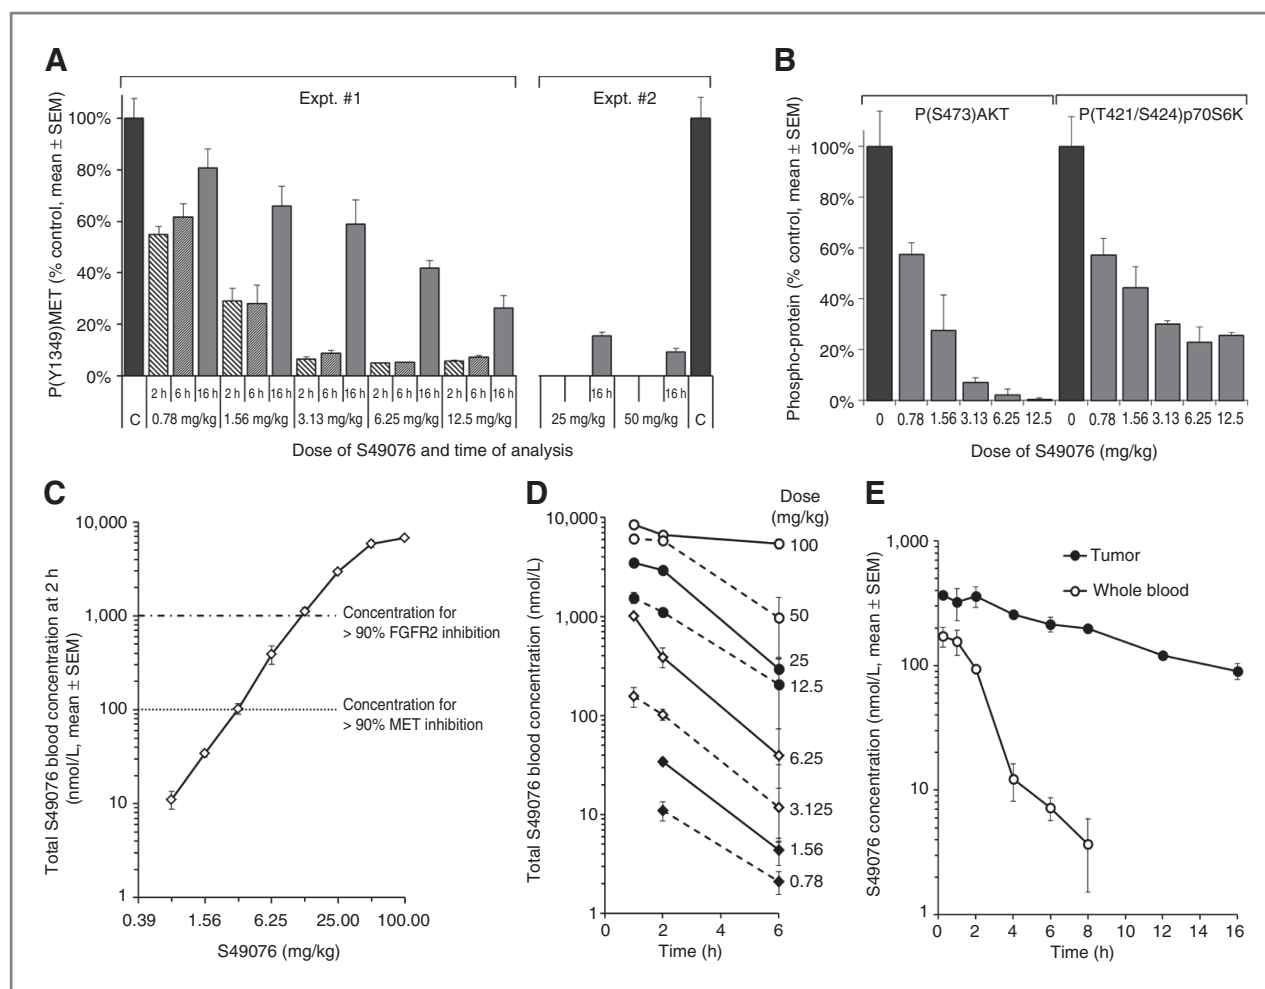 A
Expt. #1
Expt. #2
P(Y1349)MET (% control, mean ± SEM)
100%
80%
60%
40%
20%
0%
2 h 6 h 16 h 2 h 6 h 16 h 2 h 6 h 16 h 2 h 6 h 16 h 2 h 6 h 16 h 16 h 16 h
C 0.78 mg/kg 1.56 mg/kg 3.13 mg/kg 6.25 mg/kg 12.5 mg/kg 25 mg/kg 50 mg/kg C
Dose of S49076 and time of analysis
B
P(S473)AKT
P(T421/S424)p70S6K
Phospho-protein (% control, mean ± SEM)
100%
80%
60%
40%
20%
0%
0 0.78 1.56 3.13 6.25 12.5 0 0.78 1.56 3.13 6.25 12.5
Dose of S49076 (mg/kg)
C
Total S49076 blood concentration at 2 h
(nmol/L, mean ± SEM)
10,000
1,000
100
10
1
Concentration for
> 90% FGFR2 inhibition
Concentration for
> 90% MET inhibition
0.39 1.56 6.25 25.00 100.00
S49076 (mg/kg)
D
Dose
(mg/kg)
Total S49076 blood concentration (nmol/L)
10,000
1,000
100
10
1
100
50
25
12.5
6.25
3.125
1.56
0.78
0 2 4 6
Time (h)
E
S49076 concentration (nmol/L, mean ± SEM)
1,000
100
10
1
Tumor
Whole blood
0 2 4 6 8 10 12 14 16
Time (h)